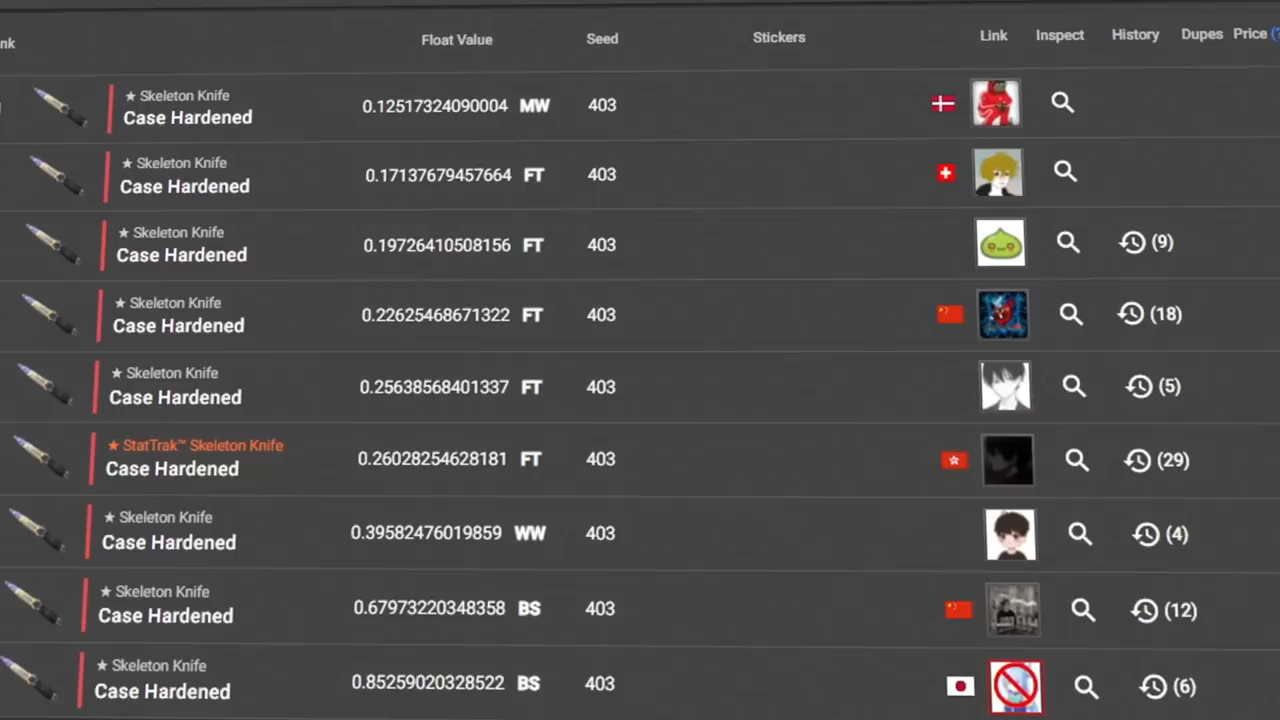 nk Float Value Seed Stickers Link Inspect History Dupes Price (?
★ Skeleton Knife
Case Hardened 0.12517324090004 MW 403
★ Skeleton Knife
Case Hardened 0.17137679457664 FT 403
★ Skeleton Knife
Case Hardened 0.19726410508156 FT 403 (9)
★ Skeleton Knife
Case Hardened 0.22625468671322 FT 403 (18)
★ Skeleton Knife
Case Hardened 0.25638568401337 FT 403 (5)
★ StatTrak™ Skeleton Knife
Case Hardened 0.26028254628181 FT 403 (29)
★ Skeleton Knife
Case Hardened 0.39582476019859 WW 403 (4)
★ Skeleton Knife
Case Hardened 0.67973220348358 BS 403 (12)
★ Skeleton Knife
Case Hardened 0.85259020328522 BS 403 (6)